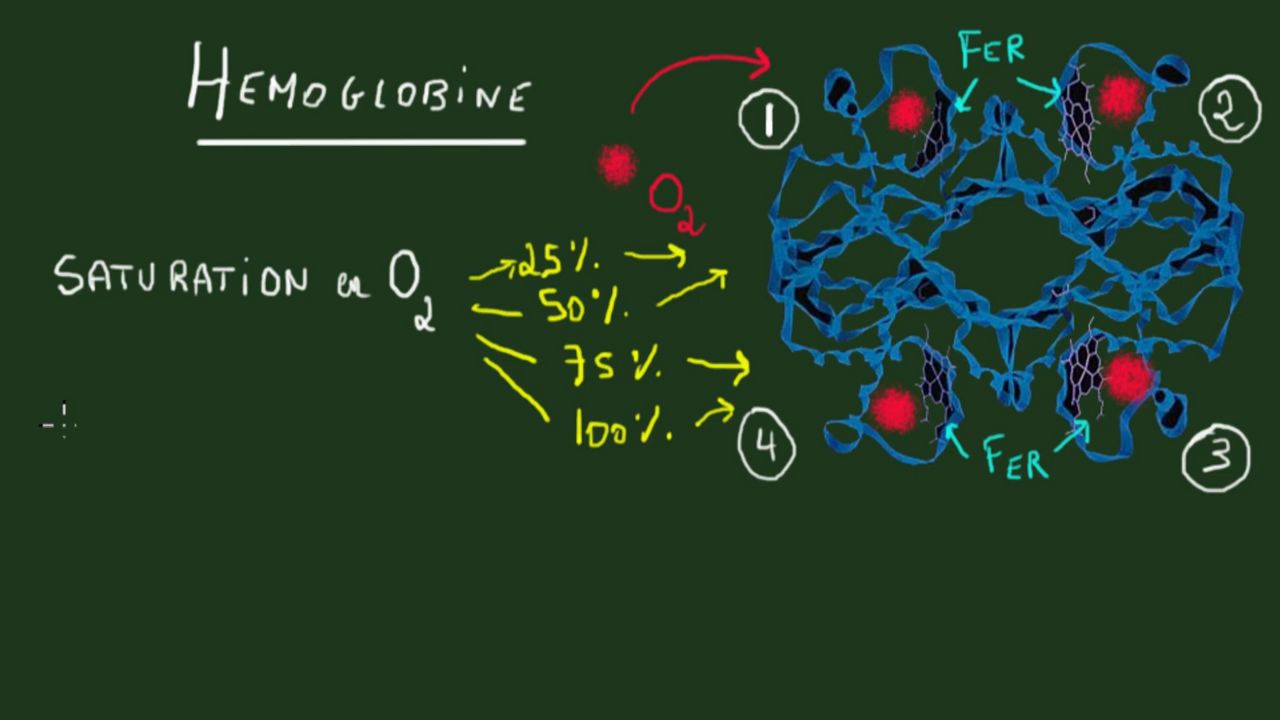 HEMOGLOBINE
O2
SATURATION en O2
25%.
50%.
75%.
100%.
FER
1
2
FER
4
3